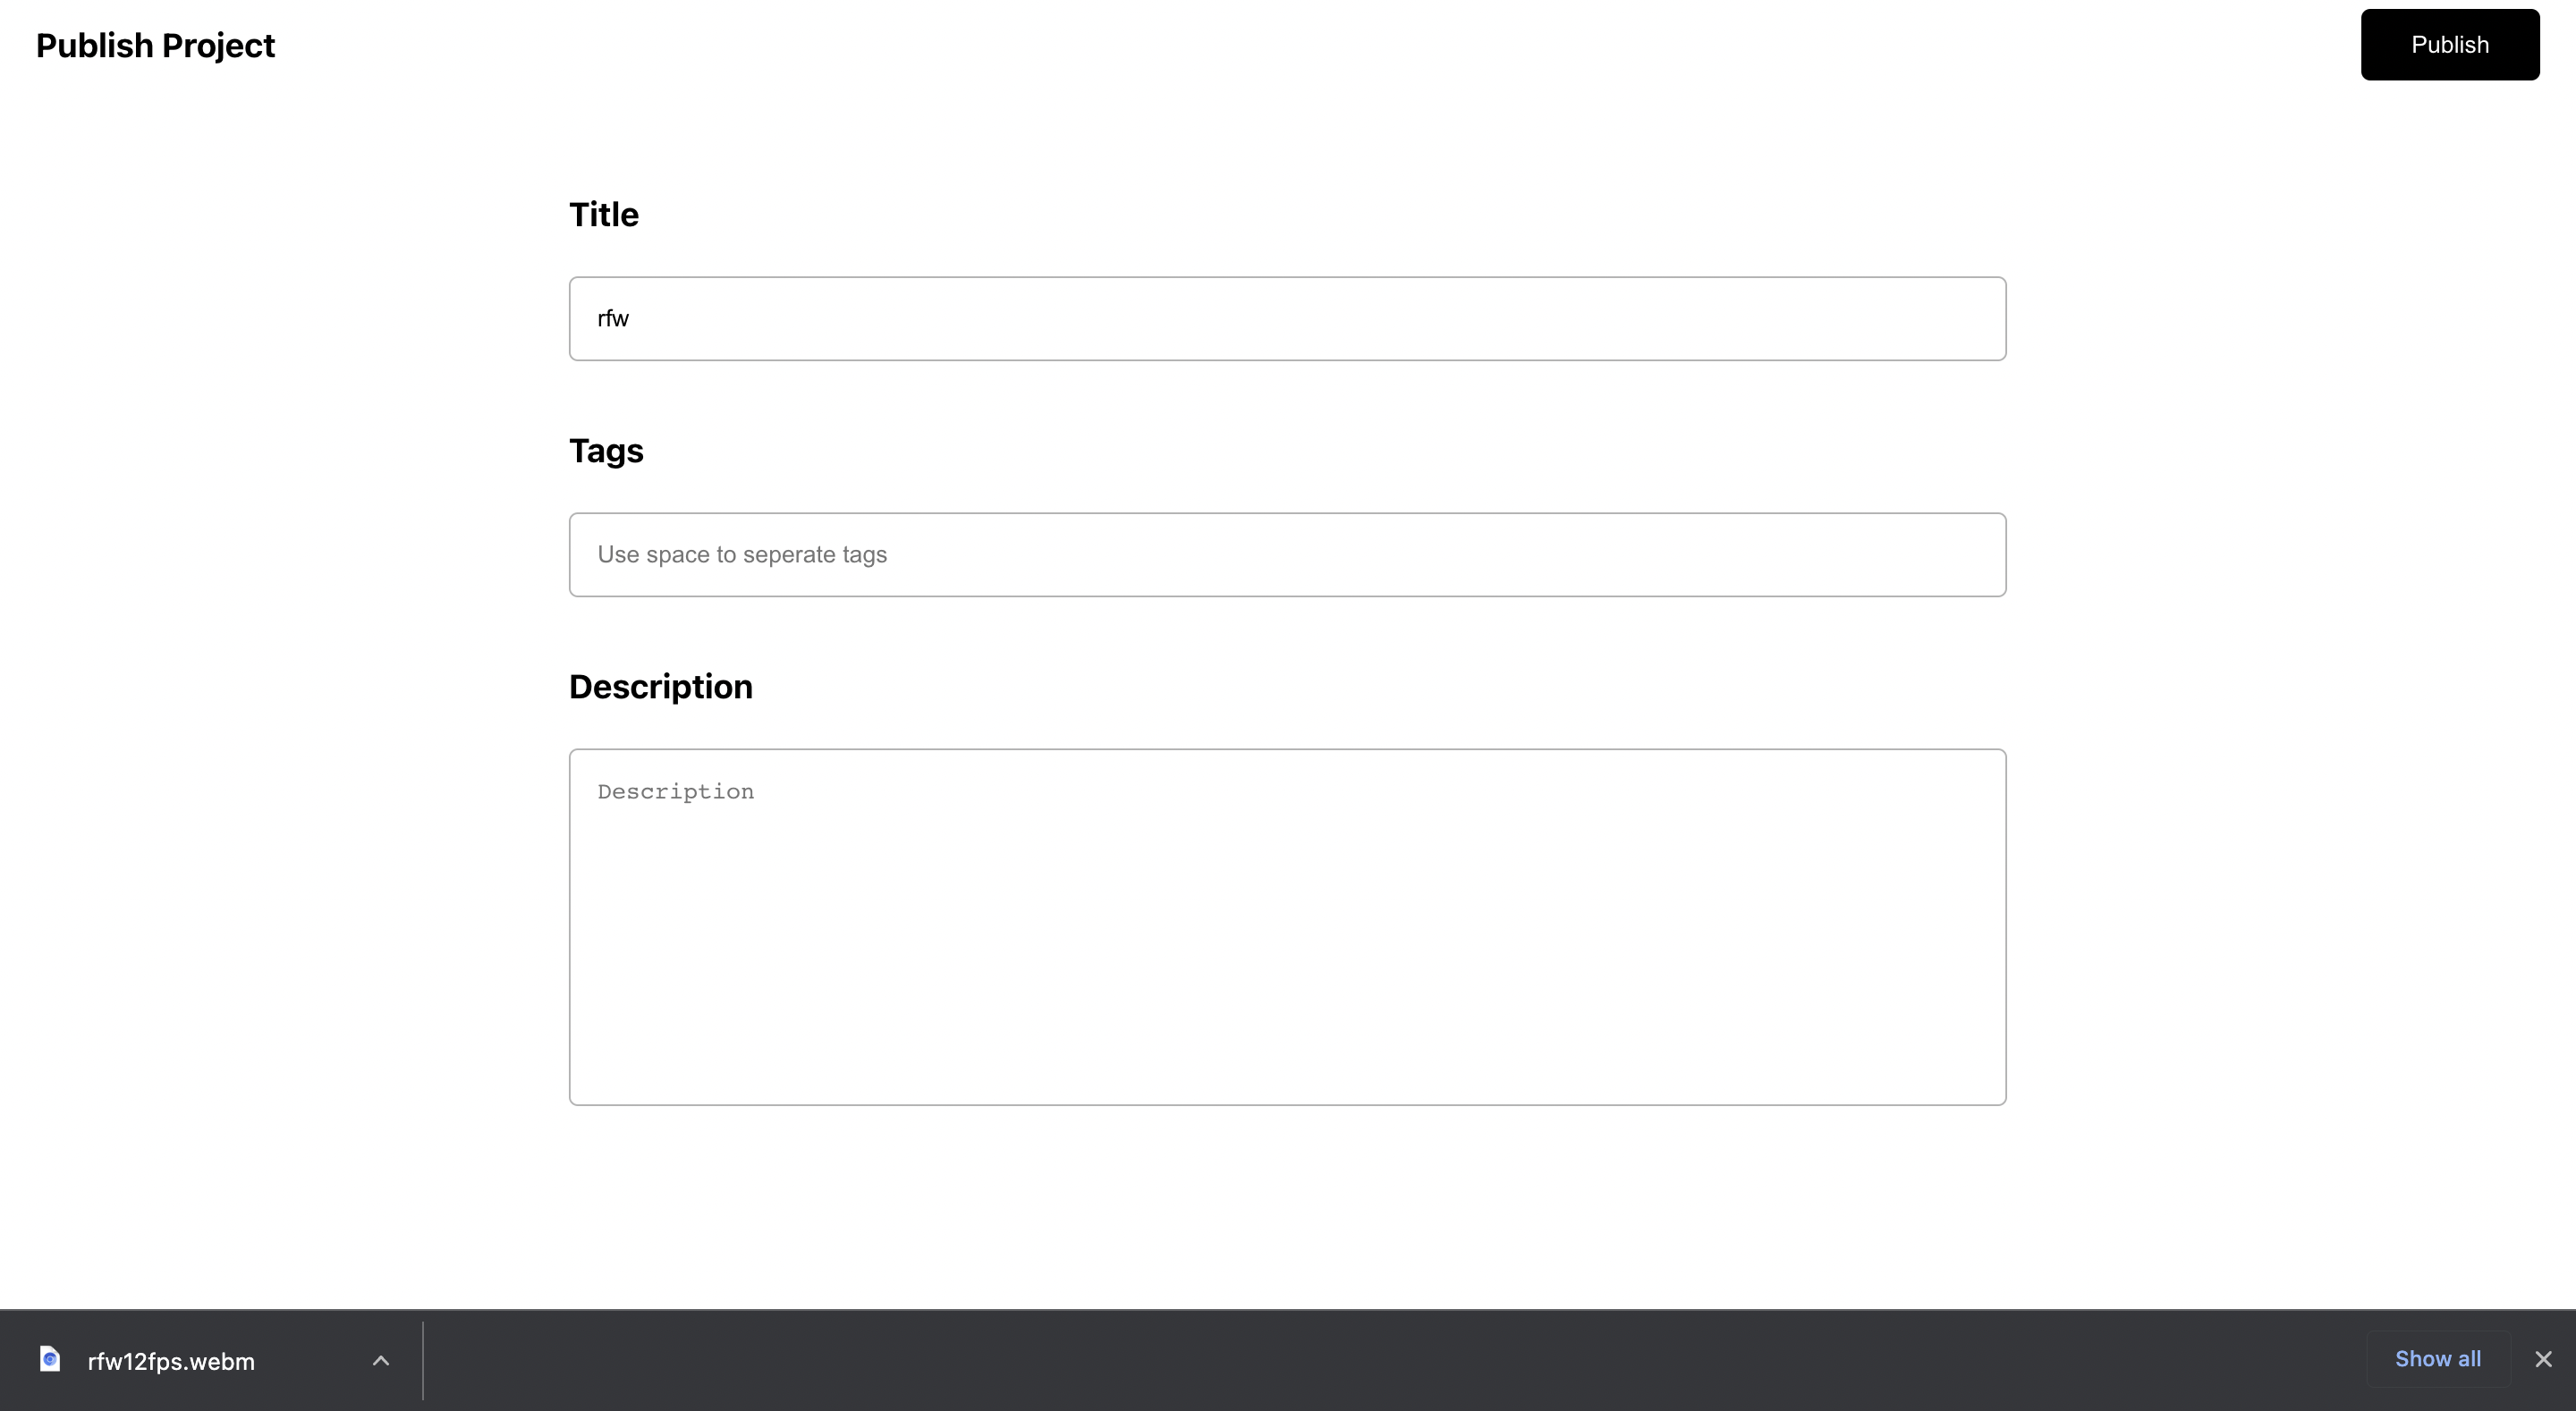 Publish Project
Publish
Title
rfw
Tags
Use space to seperate tags
Description
Description
rfw12fps.webm
Show all